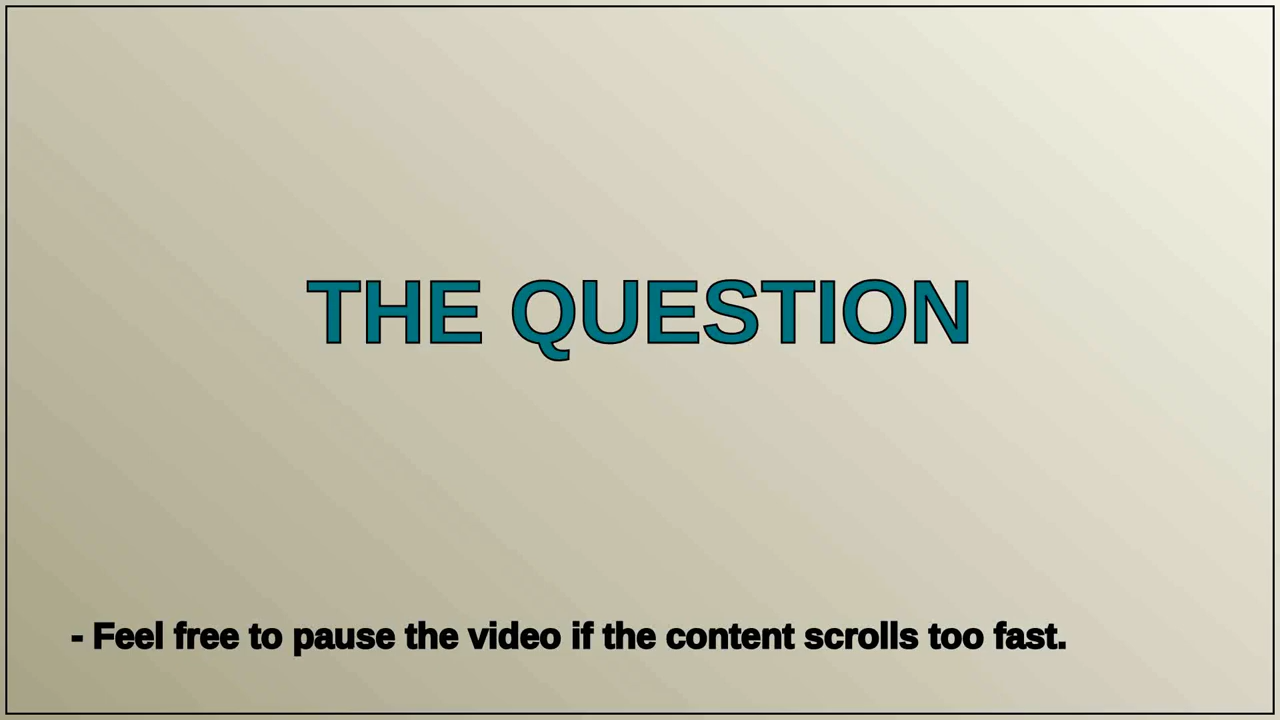 THE QUESTION
- Feel free to pause the video if the content scrolls too fast.